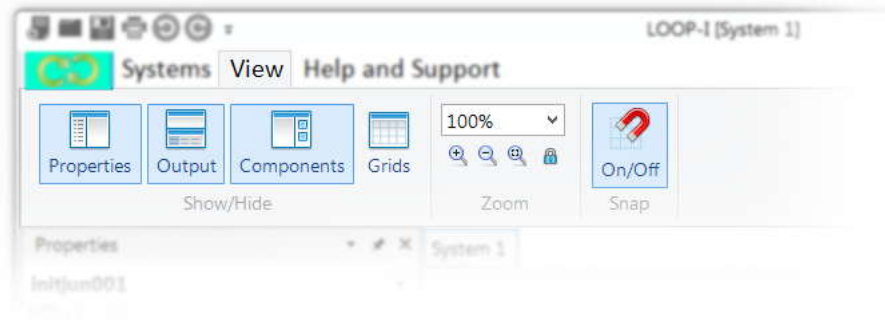 LOOP-I [System 1]
Systems View Help and Support
100%
Properties Output Components Grids On/Off
Show/Hide Zoom Snap
Properties System 1
initjun001